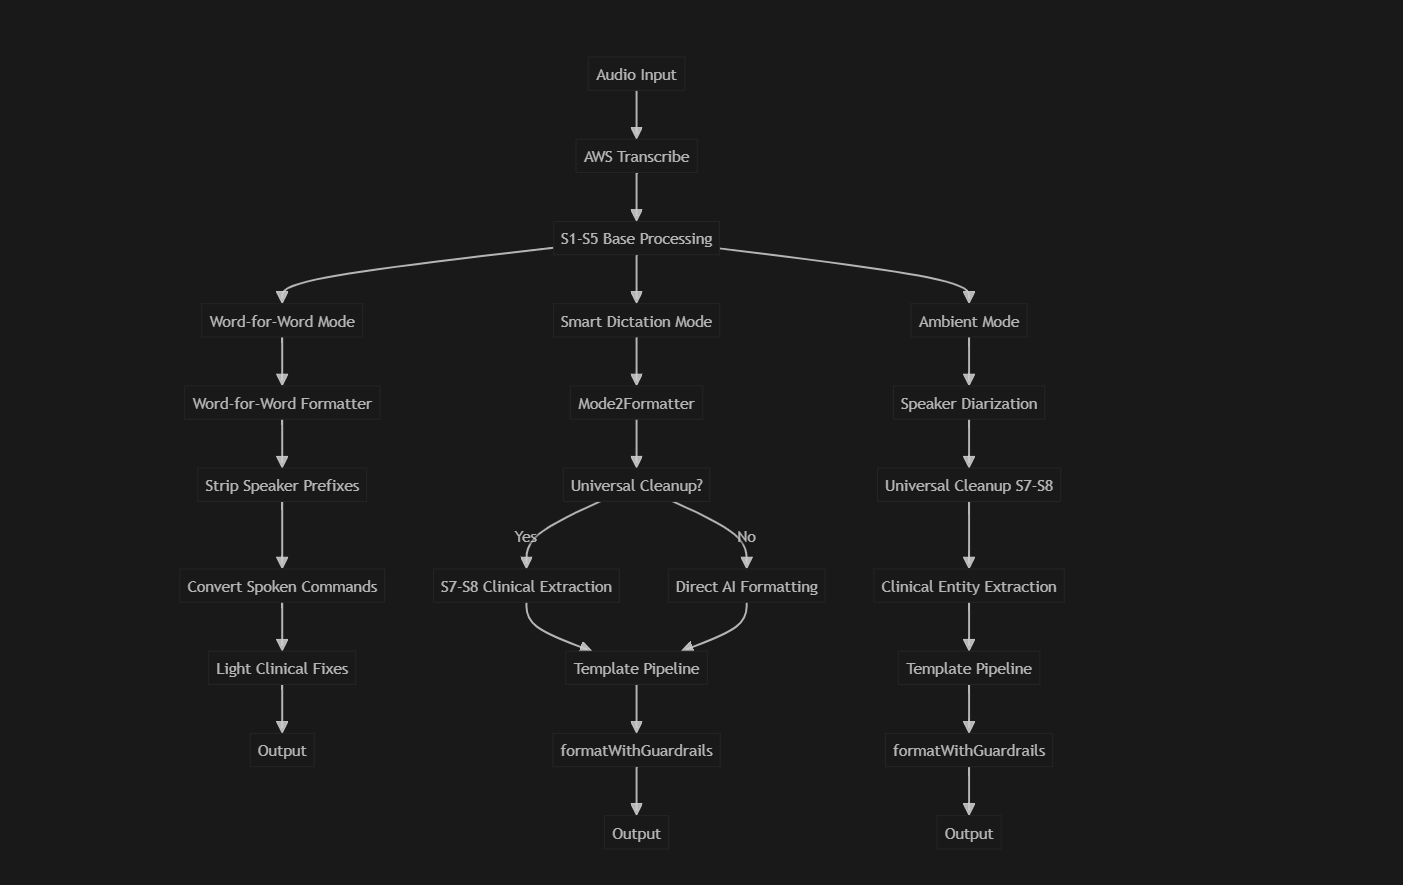 Audio Input
AWS Transcribe
S1-S5 Base Processing
Word-for-Word Mode
Smart Dictation Mode
Ambient Mode
Word-for-Word Formatter
Mode2Formatter
Speaker Diarization
Strip Speaker Prefixes
Universal Cleanup?
Universal Cleanup S7-S8
Yes
No
Convert Spoken Commands
S7-S8 Clinical Extraction
Direct AI Formatting
Clinical Entity Extraction
Light Clinical Fixes
Template Pipeline
Template Pipeline
Output
formatWithGuardrails
formatWithGuardrails
Output
Output